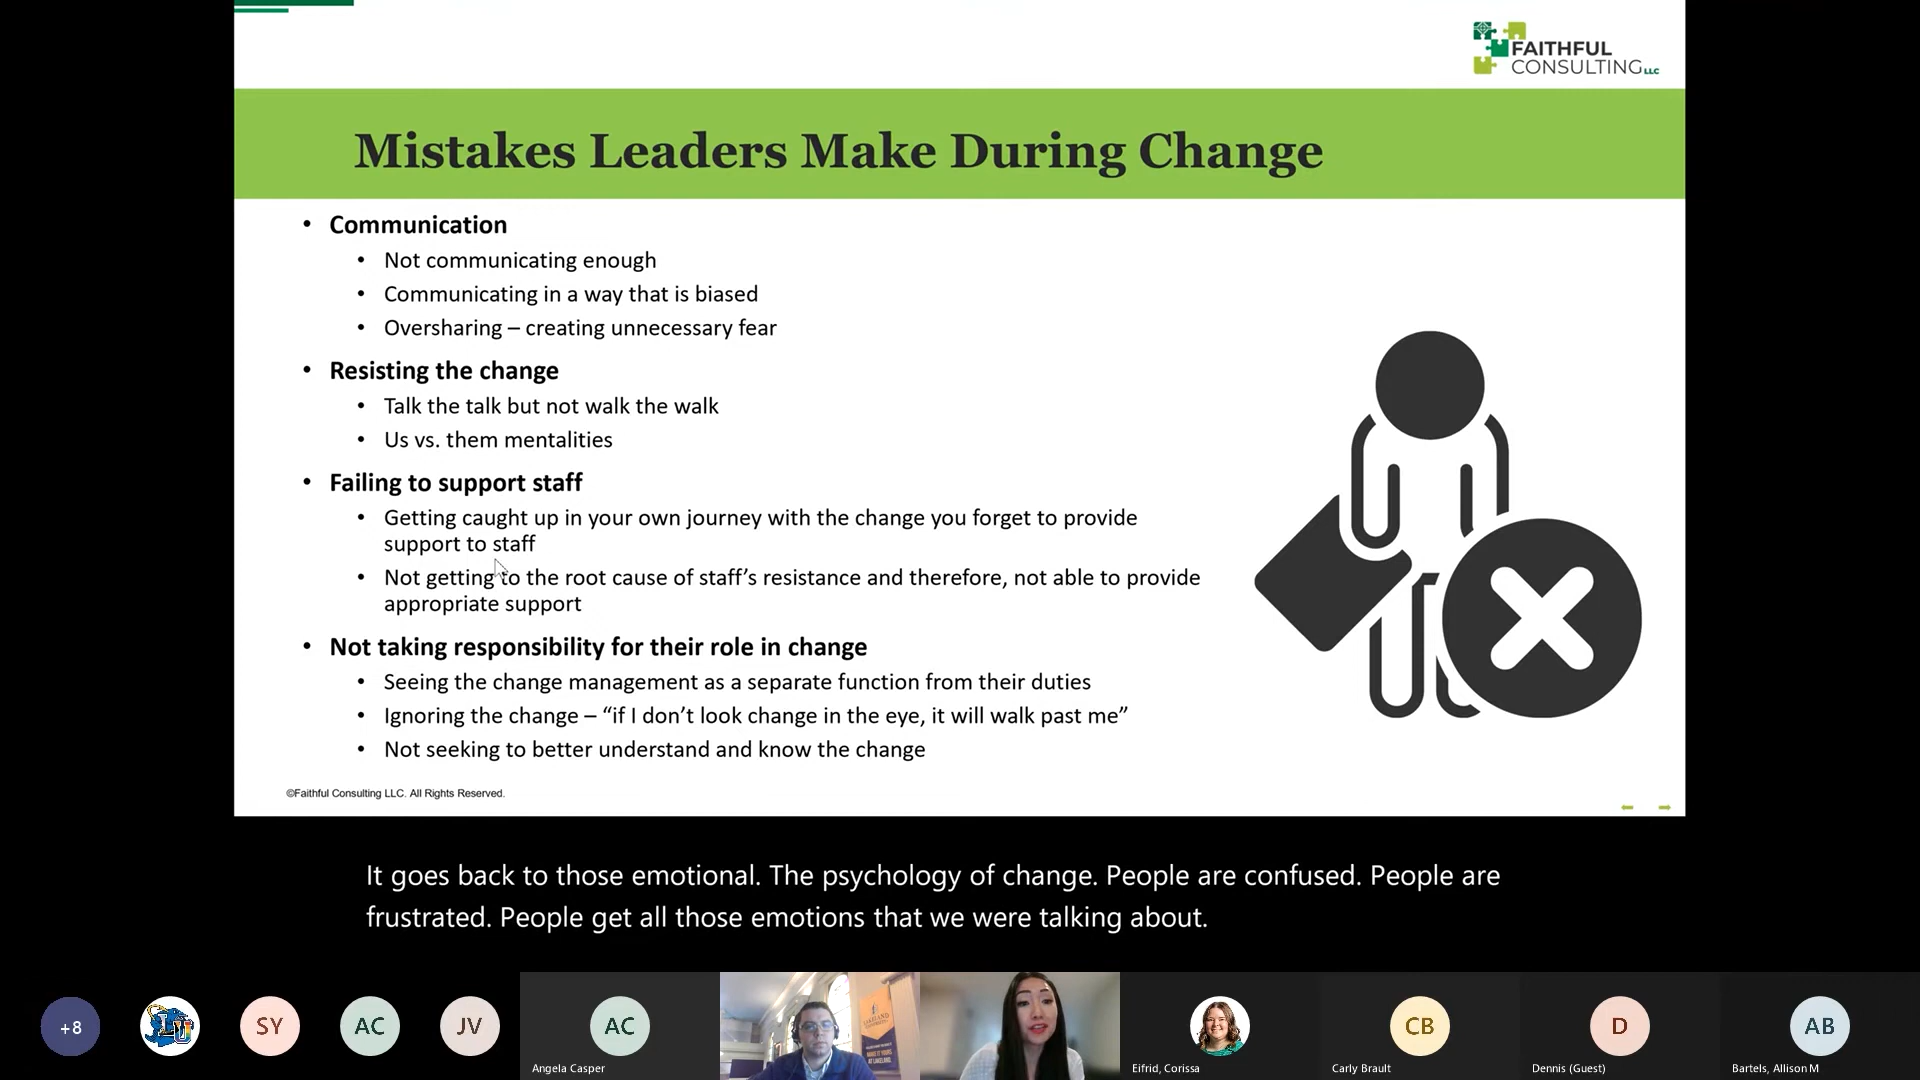 FAITHFUL
CONSULTING LLC
Mistakes Leaders Make During Change
• Communication
• Not communicating enough
• Communicating in a way that is biased
• Oversharing – creating unnecessary fear
• Resisting the change
• Talk the talk but not walk the walk
• Us vs. them mentalities
• Failing to support staff
• Getting caught up in your own journey with the change you forget to provide
support to staff
• Not getting to the root cause of staff’s resistance and therefore, not able to provide
appropriate support
• Not taking responsibility for their role in change
• Seeing the change management as a separate function from their duties
• Ignoring the change – “if I don’t look change in the eye, it will walk past me”
• Not seeking to better understand and know the change
©Faithful Consulting LLC. All Rights Reserved.
It goes back to those emotional. The psychology of change. People are confused. People are
frustrated. People get all those emotions that we were talking about.
+8
LU
SY
AC
JV
AC
Angela Casper
LAKELAND
Eifrid, Corissa
CB
Carly Brault
D
Dennis (Guest)
AB
Bartels, Allison M